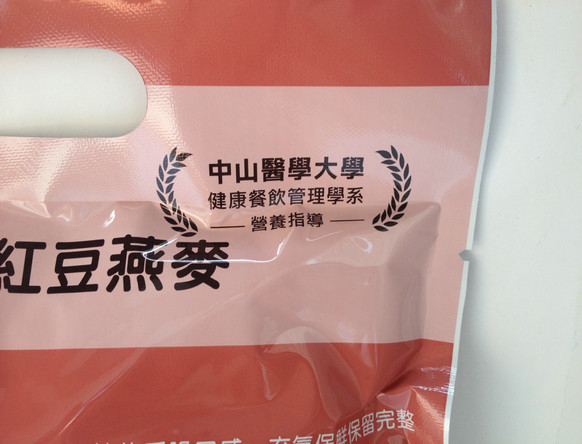 中山醫學大學
健康餐飲管理學系
營養指導
紅豆燕麥
充氣保鮮保留完整